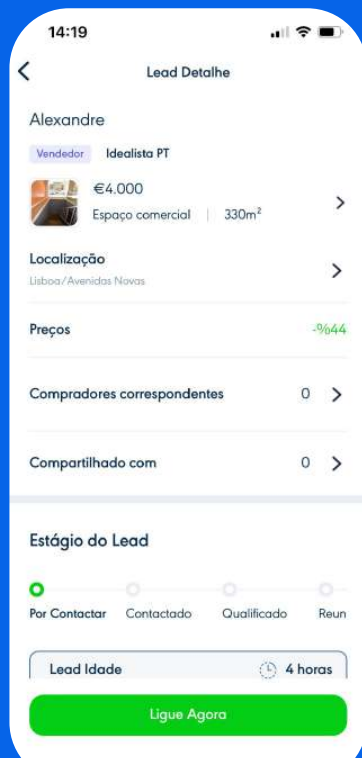 14:19
Lead Detalhe
Alexandre
Vendedor Idealista PT
€4.000
Espaço comercial | 330m²
Localização
Lisboa/Avenidas Novas
Preços -%44
Compradores correspondentes 0
Compartilhado com 0
Estágio do Lead
Por Contactar Contactado Qualificado Reun
Lead Idade 4 horas
Ligue Agora